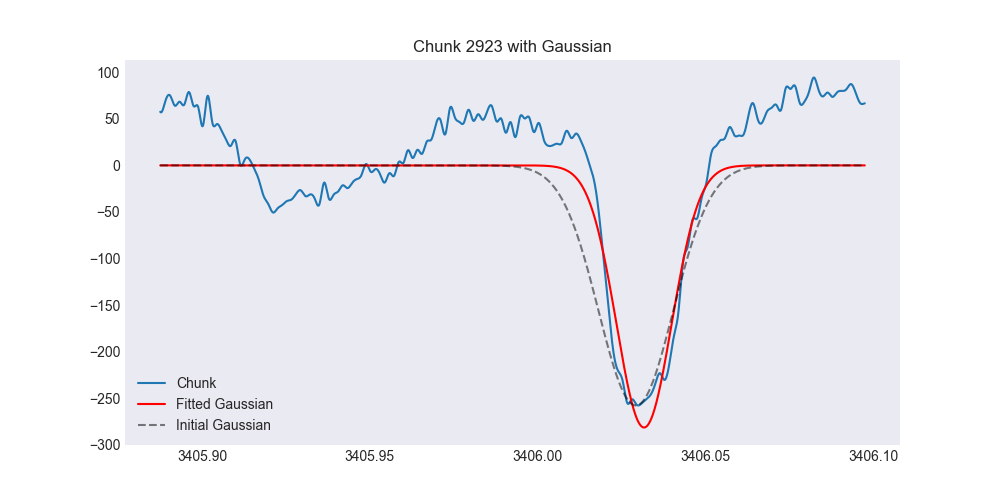 Chunk 2923 with Gaussian
100
50
0
−50
−100
−150
−200
−250
−300
Chunk
Fitted Gaussian
Initial Gaussian
3405.90 3405.95 3406.00 3406.05 3406.10